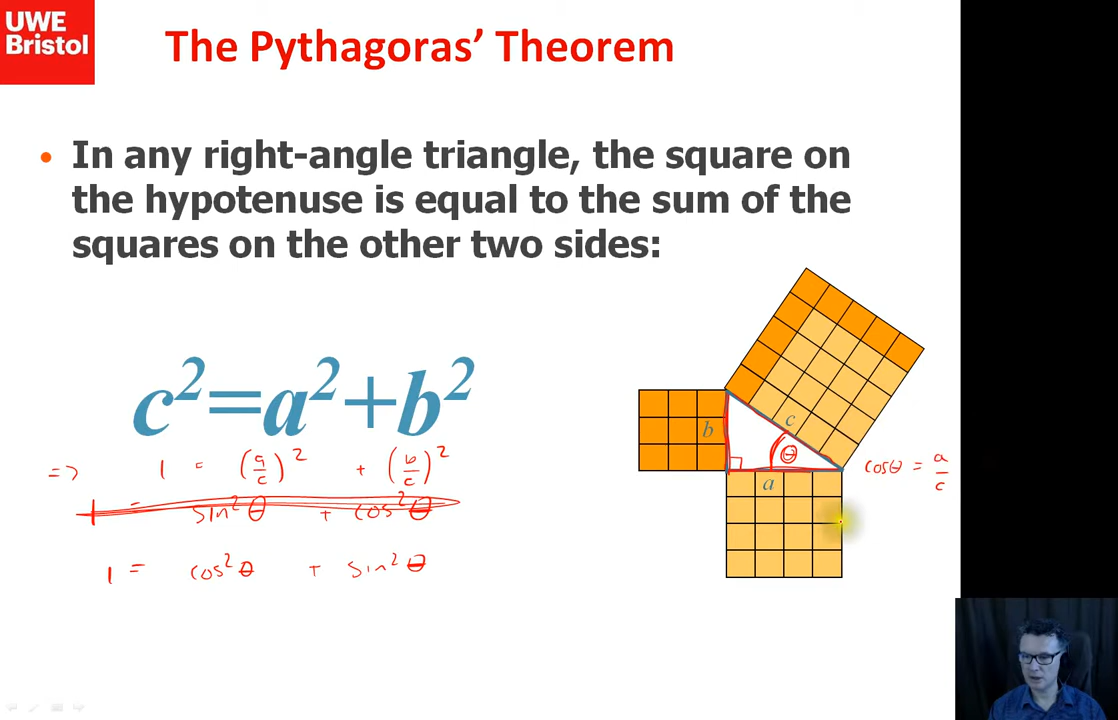 UWE
Bristol
The Pythagoras' Theorem
• In any right-angle triangle, the square on
the hypotenuse is equal to the sum of the
squares on the other two sides:
c²=a²+b²
=> 1 = (a/c)² + (b/c)²
1 = sin²θ + cos²θ
1 = cos²θ + sin²θ
c
b
θ
a
cosθ = a/c